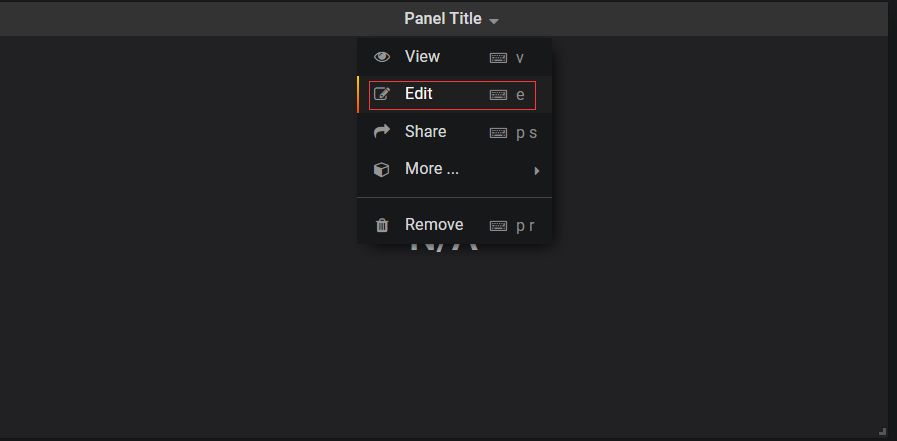 Panel Title
View v
Edit e
Share p s
More ...
Remove p r
N/A